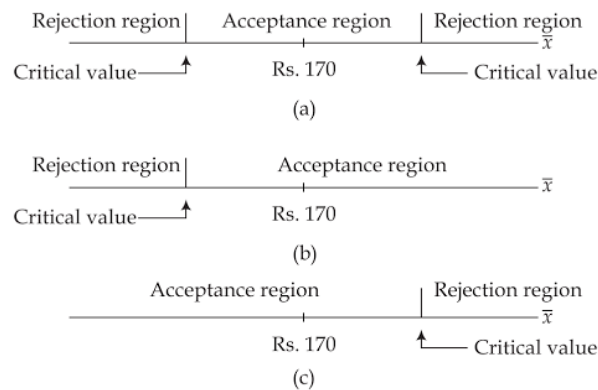 Rejection region Acceptance region Rejection region
x̿
Critical value Rs. 170 Critical value
(a)
Rejection region Acceptance region
x̅
Critical value Rs. 170
(b)
Acceptance region Rejection region
x̅
Rs. 170 Critical value
(c)